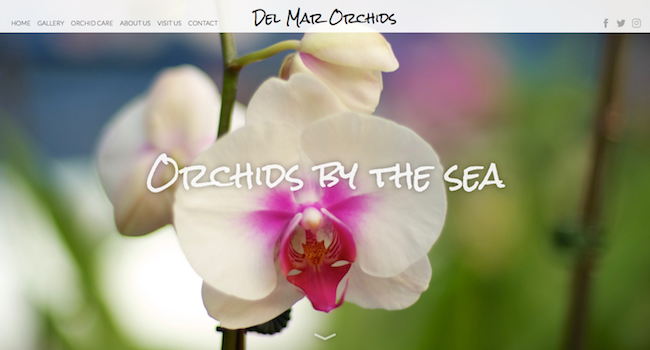 Del Mar Orchids
HOME GALLERY ORCHID CARE ABOUT US VISIT US CONTACT
Orchids by the sea